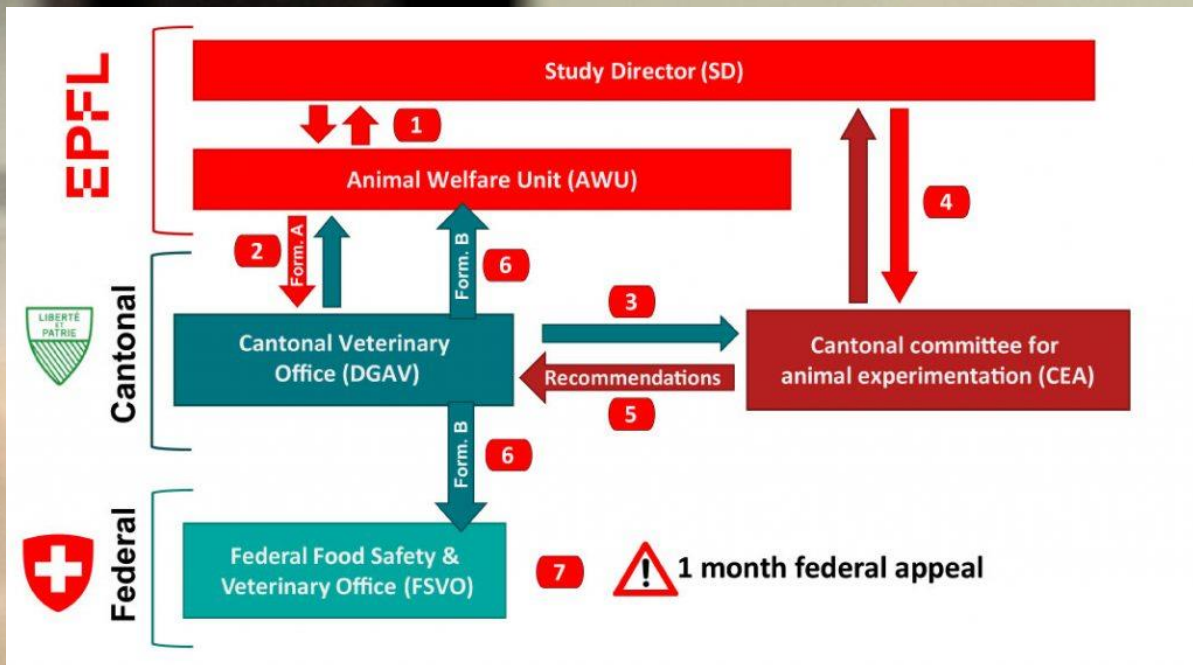 EPFL
Study Director (SD)
1
Animal Welfare Unit (AWU)
4
2
Form. A
Form. B
6
Cantonal
LIBERTÉ
ET
PATRIE
Cantonal Veterinary
Office (DGAV)
3
Recommendations
5
Cantonal committee for
animal experimentation (CEA)
Form. B
6
Federal
Federal Food Safety &
Veterinary Office (FSVO)
7
! 1 month federal appeal